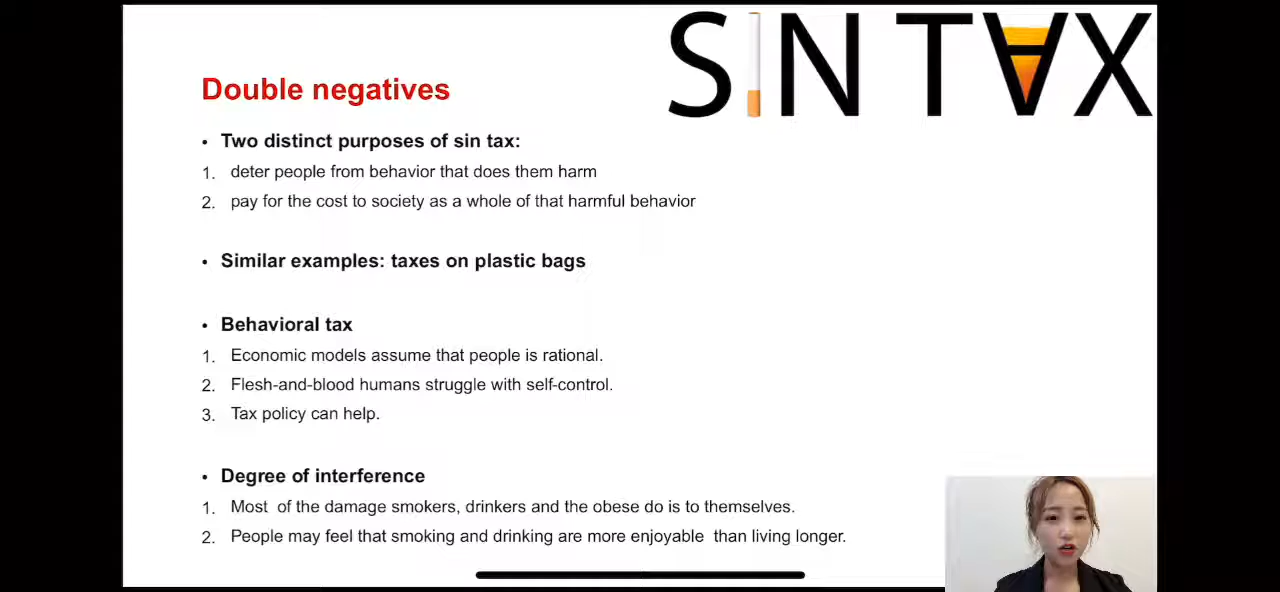 SIN TAX
Double negatives
• Two distinct purposes of sin tax:
1. deter people from behavior that does them harm
2. pay for the cost to society as a whole of that harmful behavior
• Similar examples: taxes on plastic bags
• Behavioral tax
1. Economic models assume that people is rational.
2. Flesh-and-blood humans struggle with self-control.
3. Tax policy can help.
• Degree of interference
1. Most of the damage smokers, drinkers and the obese do is to themselves.
2. People may feel that smoking and drinking are more enjoyable than living longer.